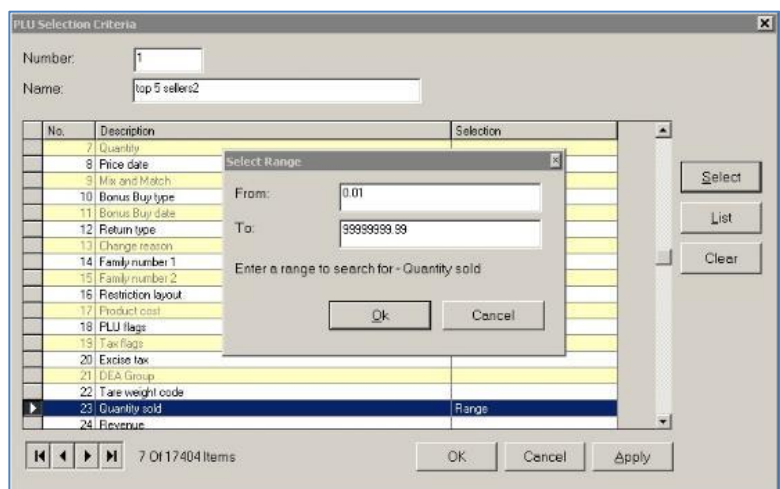 PLU Selection Criteria
Number: 1
Name: top 5 sellers2
No. Description Selection
7 Quantity
8 Price date
9 Mix and Match
10 Bonus Buy type
11 Bonus Buy date
12 Return type
13 Change reason
14 Family number 1
15 Family number 2
16 Restriction layout
17 Product cost
18 PLU flags
19 Tax flags
20 Excise tax
21 DEA Group
22 Tare weight code
23 Quantity sold Range
24 Revenue
Select Range
From: 0.01
To: 99999999.99
Enter a range to search for - Quantity sold
Ok Cancel
Select
List
Clear
7 Of 17404 Items
OK Cancel Apply